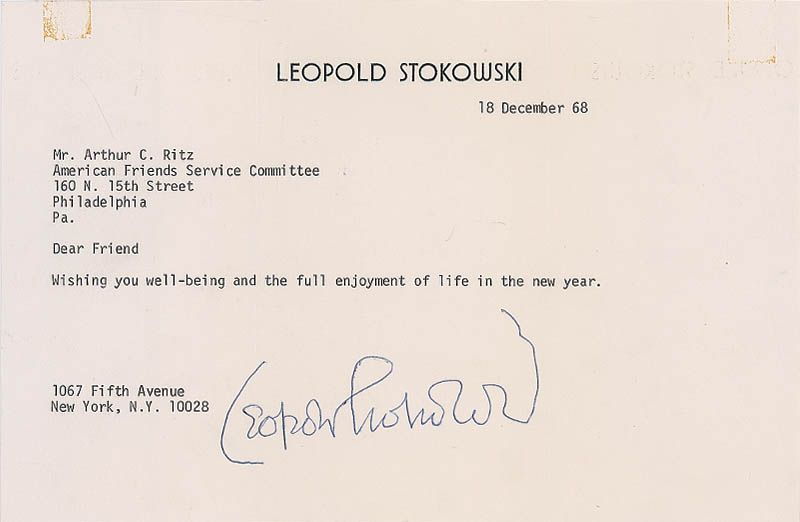 LEOPOLD STOKOWSKI
18 December 68
Mr. Arthur C. Ritz
American Friends Service Committee
160 N. 15th Street
Philadelphia
Pa.
Dear Friend
Wishing you well-being and the full enjoyment of life in the new year.
1067 Fifth Avenue
New York, N.Y. 10028
Leopold Stokowski